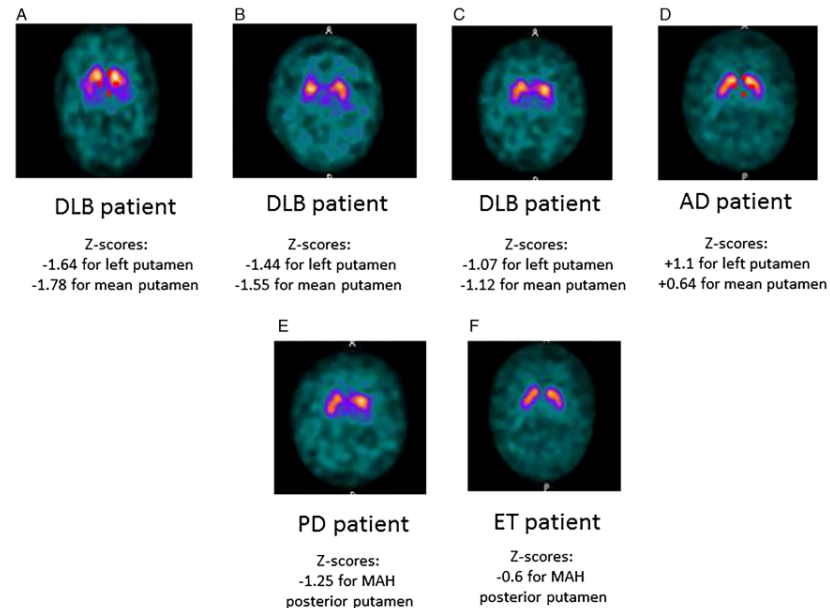 A
B
C
D
A
A
P
DLB patient
DLB patient
DLB patient
AD patient
Z-scores:
-1.64 for left putamen
-1.78 for mean putamen
Z-scores:
-1.44 for left putamen
-1.55 for mean putamen
Z-scores:
-1.07 for left putamen
-1.12 for mean putamen
Z-scores:
+1.1 for left putamen
+0.64 for mean putamen
E
F
P
PD patient
ET patient
Z-scores:
-1.25 for MAH
posterior putamen
Z-scores:
-0.6 for MAH
posterior putamen